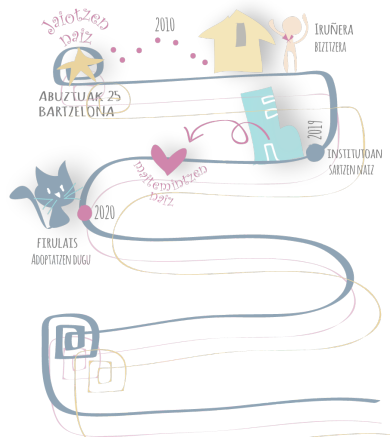 Jaiotzen
naiz
2010
Iruñera
bizitzera
Abuztuak 25
Bartzelona
2019
institutoan
sartzen naiz
maitemintzen
naiz
2020
Firulais
Adoptatzen dugu